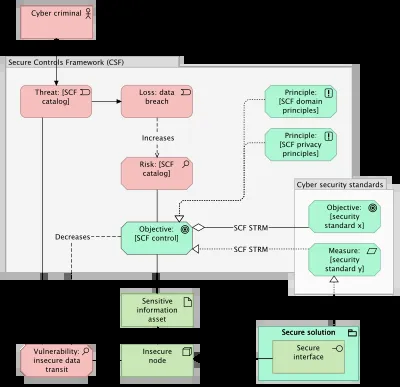 Cyber criminal
Secure Controls Framework (CSF)
Threat: [SCF
catalog]
Loss: data
breach
Principle:
[SCF domain
principles]
Increases
Principle:
[SCF privacy
principles]
Risk: [SCF
catalog]
Cyber security standards
Objective:
[security
standard x]
Objective:
[SCF control]
SCF STRM
Decreases
SCF STRM
Measure:
[security
standard y]
Sensitive
information
asset
Secure solution
Secure
interface
Vulnerability:
insecure data
transit
Insecure
node